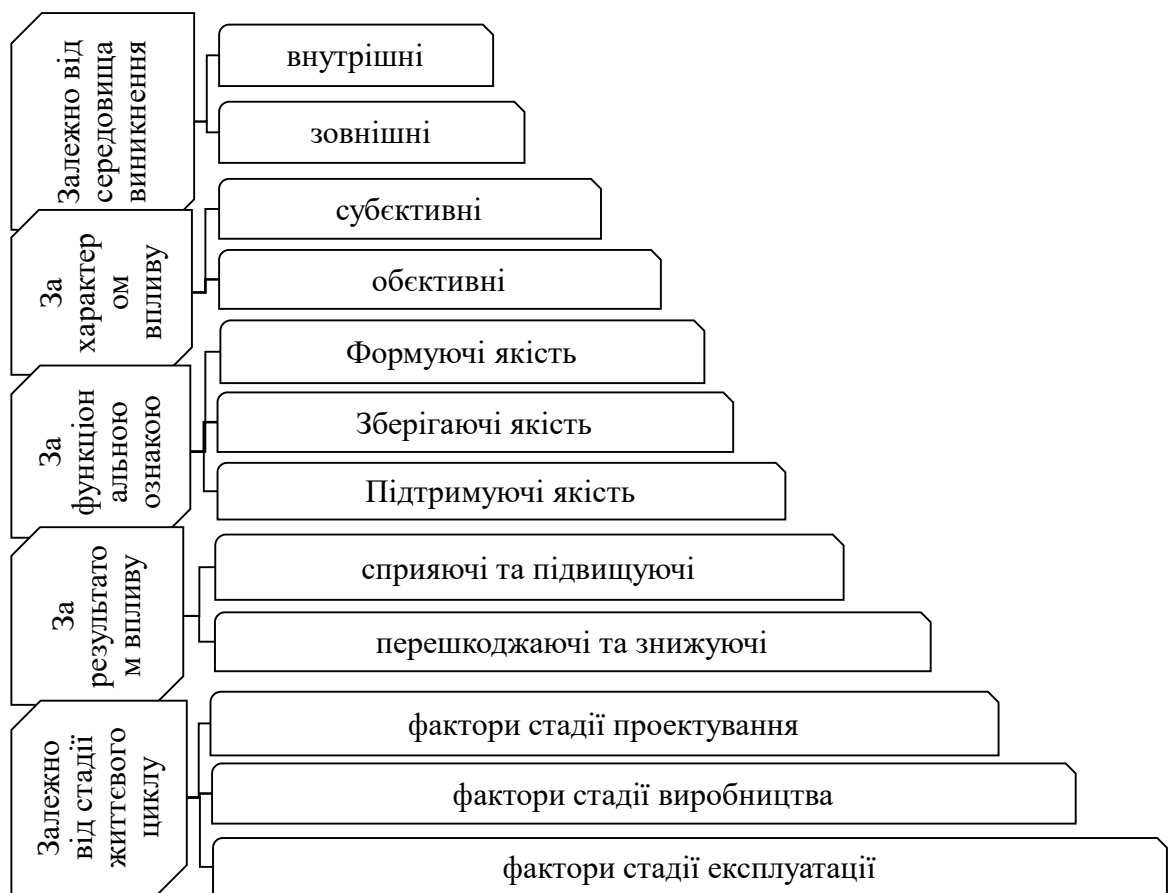 Залежно від
середовища
виникнення
внутрішні
зовнішні
За
характер
ом
впливу
субєктивні
обєктивні
За
функціон
альною
ознакою
Формуючі якість
Зберігаючі якість
Підтримуючі якість
За
результато
м впливу
сприяючі та підвищуючі
перешкоджаючі та знижуючі
Залежно
від стадії
життєвого
циклу
фактори стадії проектування
фактори стадії виробництва
фактори стадії експлуатації